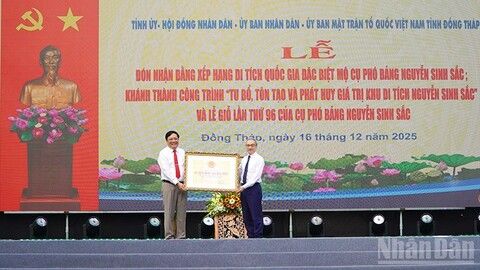 TỈNH ỦY - HỘI ĐỒNG NHÂN DÂN - ỦY BAN NHÂN DÂN - ỦY BAN MẶT TRẬN TỔ QUỐC VIỆT NAM TỈNH ĐỒNG THÁP
LỄ
ĐÓN NHẬN BẰNG XẾP HẠNG DI TÍCH QUỐC GIA ĐẶC BIỆT MỘ CỤ PHÓ BẢNG NGUYỄN SINH SẮC;
KHÁNH THÀNH CÔNG TRÌNH "TU BỔ, TÔN TẠO VÀ PHÁT HUY GIÁ TRỊ KHU DI TÍCH NGUYỄN SINH SẮC"
VÀ LỄ GIỖ LẦN THỨ 96 CỦA CỤ PHÓ BẢNG NGUYỄN SINH SẮC
Đồng Tháp, ngày 16 tháng 12 năm 2025
Nhân Dân